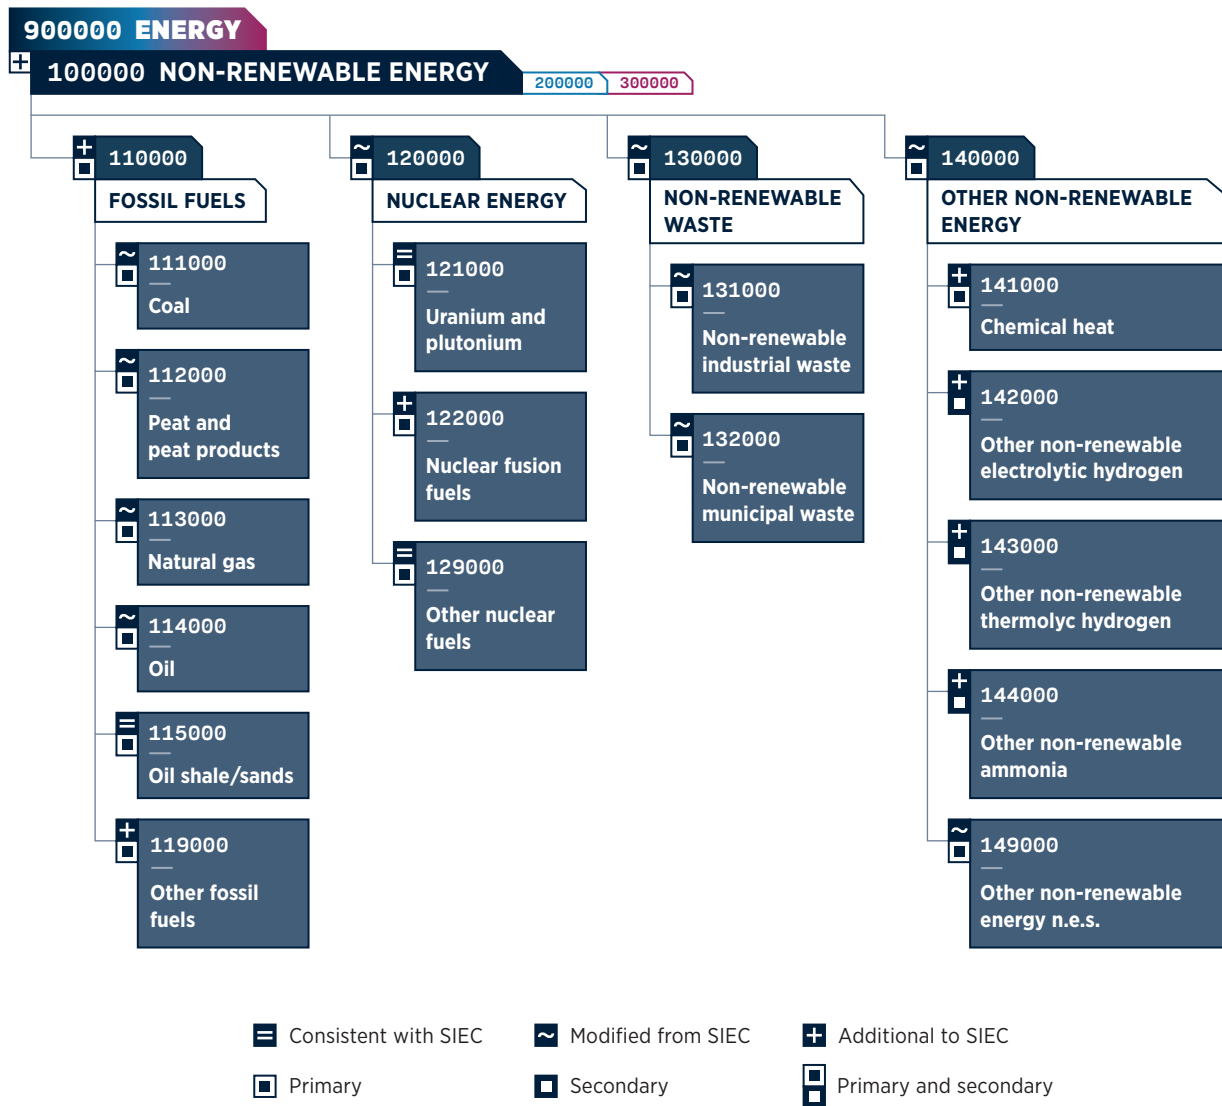 900000 ENERGY
100000 NON-RENEWABLE ENERGY
200000
300000
110000
FOSSIL FUELS
111000
Coal
112000
Peat and
peat products
113000
Natural gas
114000
Oil
115000
Oil shale/sands
119000
Other fossil
fuels
120000
NUCLEAR ENERGY
121000
Uranium and
plutonium
122000
Nuclear fusion
fuels
129000
Other nuclear
fuels
130000
NON-RENEWABLE
WASTE
131000
Non-renewable
industrial waste
132000
Non-renewable
municipal waste
140000
OTHER NON-RENEWABLE
ENERGY
141000
Chemical heat
142000
Other non-renewable
electrolytic hydrogen
143000
Other non-renewable
thermolyc hydrogen
144000
Other non-renewable
ammonia
149000
Other non-renewable
energy n.e.s.
= Consistent with SIEC
~ Modified from SIEC
+ Additional to SIEC
Primary
Secondary
Primary and secondary